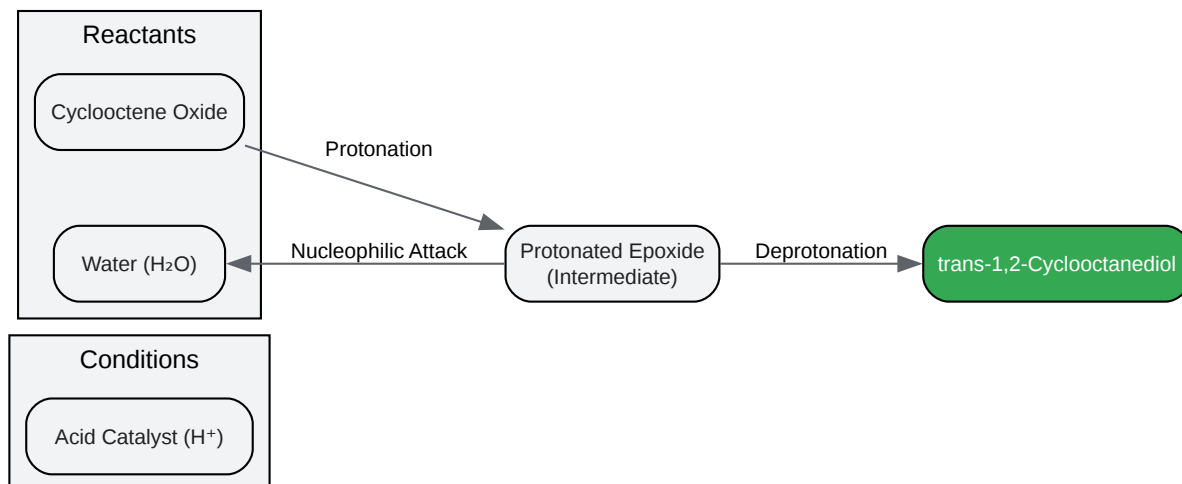 Reactants
Cyclooctene Oxide
Protonation
Water (H₂O)
Nucleophilic Attack
Protonated Epoxide
(Intermediate)
Deprotonation
trans-1,2-Cyclooctanediol
Conditions
Acid Catalyst (H⁺)